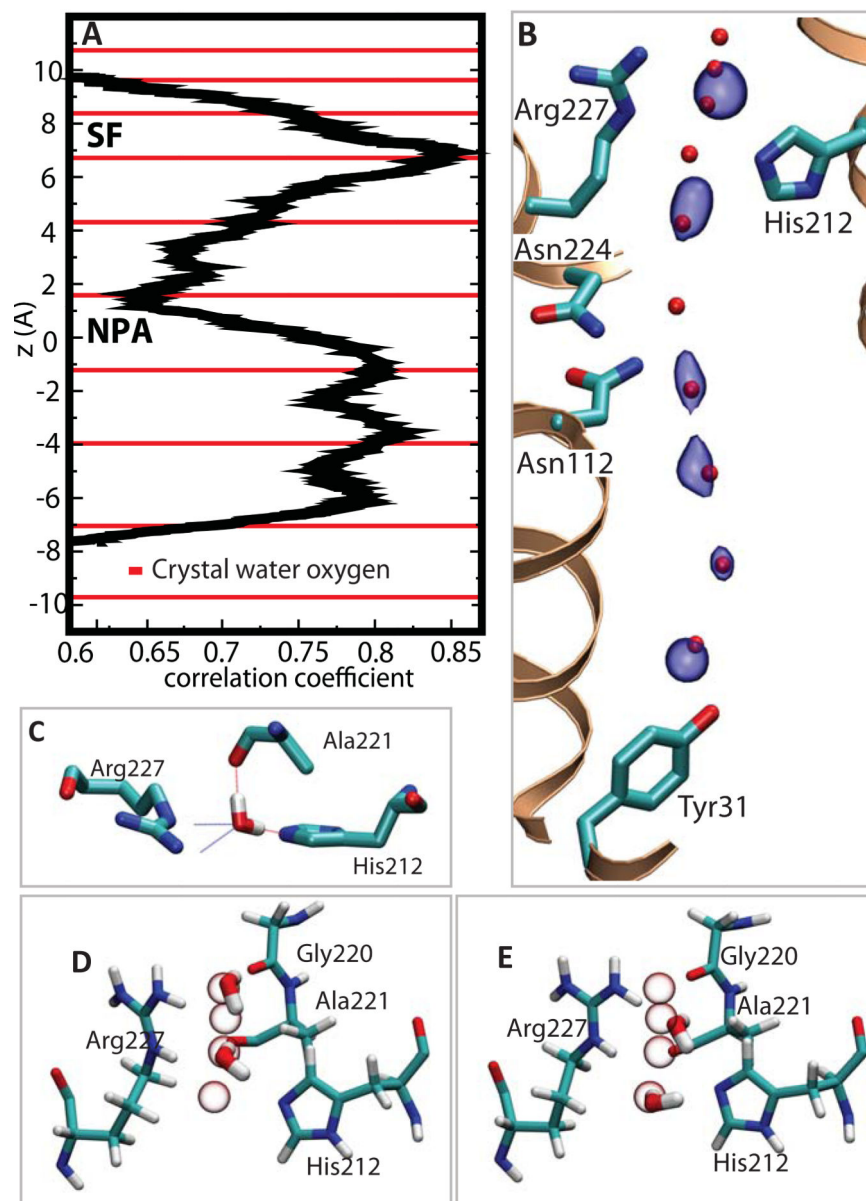 A
10
8
SF
6
4
2
z (A)
0
NPA
-2
-4
-6
-8
Crystal water oxygen
-10
0.6
0.65
0.7
0.75
0.8
0.85
correlation coefficient
B
Arg227
His212
Asn224
Asn112
Tyr31
C
Ala221
Arg227
His212
D
Gly220
Ala221
Arg227
His212
E
Gly220
Ala221
Arg227
His212